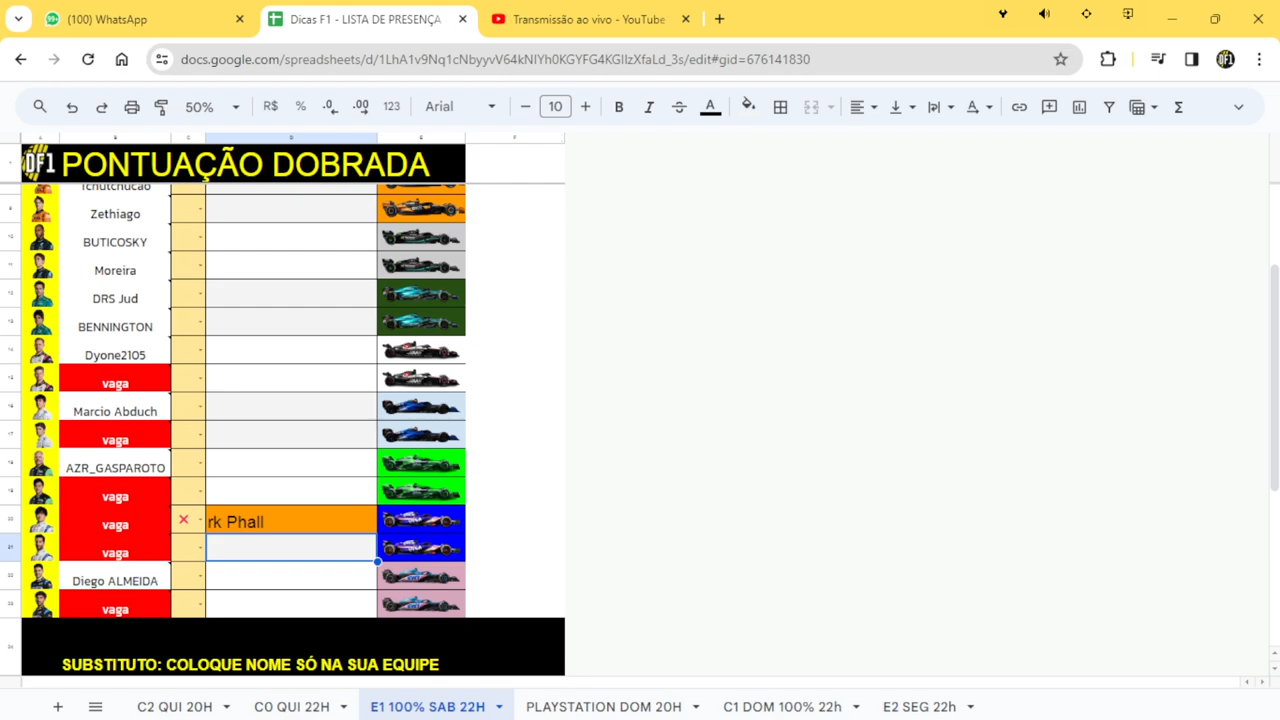 (100) WhatsApp
Dicas F1 - LISTA DE PRESENÇA
Transmissão ao vivo - YouTube
docs.google.com/spreadsheets/d/1LhA1v9Nq1cNbyyvV64kNIYh0KGYFG4KGIIzXfaLd_3s/edit#gid=676141830
50%
R$
%
.0
.00
123
Arial
10
B
I
A
Σ
A B C D E F
DF1 PONTUAÇÃO DOBRADA
Tchutchucao
Zethiago
BUTICOSKY
Moreira
DRS Jud
BENNINGTON
Dyone2105
vaga
Marcio Abduch
vaga
AZR_GASPAROTO
vaga
vaga
rk Phall
vaga
Diego ALMEIDA
vaga
SUBSTITUTO: COLOQUE NOME SÓ NA SUA EQUIPE
C2 QUI 20H
C0 QUI 22H
E1 100% SAB 22H
PLAYSTATION DOM 20H
C1 DOM 100% 22h
E2 SEG 22h